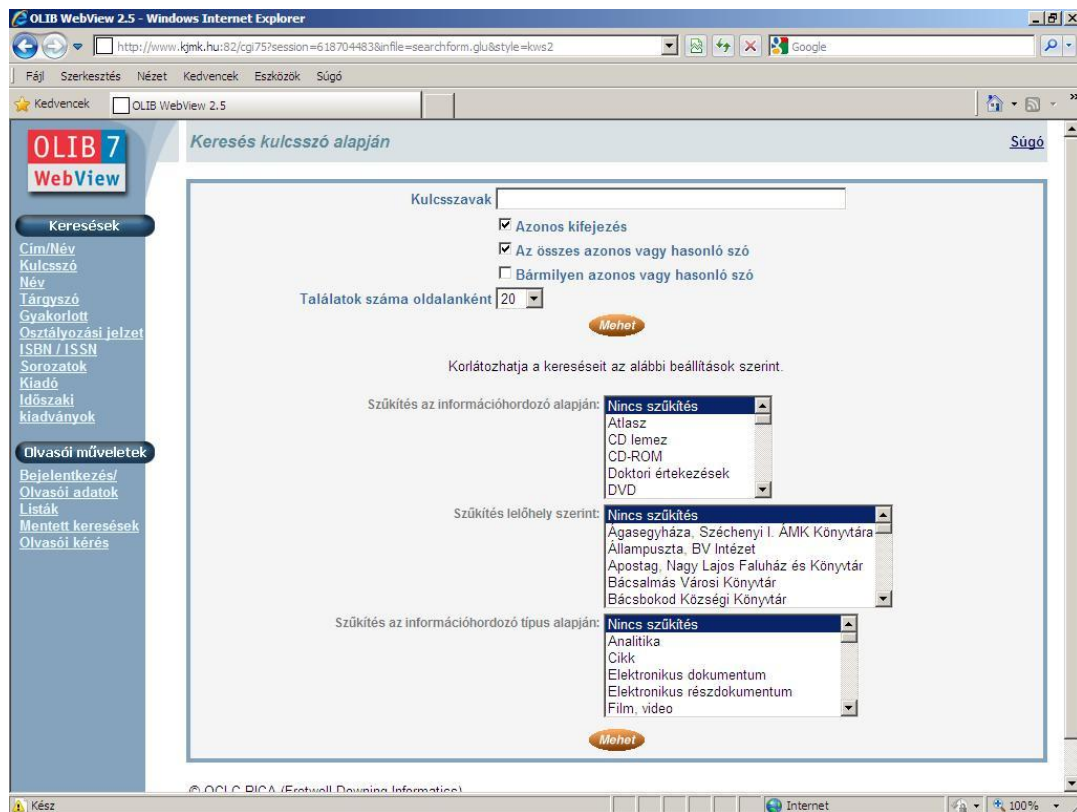 OLIB WebView 2.5 - Windows Internet Explorer
http://www.kjmk.hu:82/cgi75?session=618704483&infile=searchform.glu&style=kws2
Google
Fájl Szerkesztés Nézet Kedvencek Eszközök Súgó
Kedvencek
OLIB WebView 2.5
OLIB 7
WebView
Keresés kulcsszó alapján
Súgó
Keresések
Cím/Név
Kulcsszó
Név
Tárgyszó
Gyakorlott
Osztályozási jelzet
ISBN / ISSN
Sorozatok
Kiadó
Időszaki
kiadványok
Olvasói műveletek
Bejelentkezés/
Olvasói adatok
Listák
Mentett keresések
Olvasói kérés
Kulcsszavak
Azonos kifejezés
Az összes azonos vagy hasonló szó
Bármilyen azonos vagy hasonló szó
Találatok száma oldalanként 20
Mehet
Korlátozhatja a kereséseit az alábbi beállítások szerint.
Szűkítés az információhordozó alapján:
Nincs szűkítés
Atlasz
CD lemez
CD-ROM
Doktori értekezések
DVD
Szűkítés lelőhely szerint:
Nincs szűkítés
Ágasegyháza, Széchenyi I. ÁMK Könyvtára
Állampuszta, BV Intézet
Apostag, Nagy Lajos Faluház és Könyvtár
Bácsalmás Városi Könyvtár
Bácsbokod Községi Könyvtár
Szűkítés az információhordozó típus alapján:
Nincs szűkítés
Analitika
Cikk
Elektronikus dokumentum
Elektronikus részdokumentum
Film, video
Mehet
© OCLC PICA (Fretwell Downing Informatics)
Kész
Internet
100%